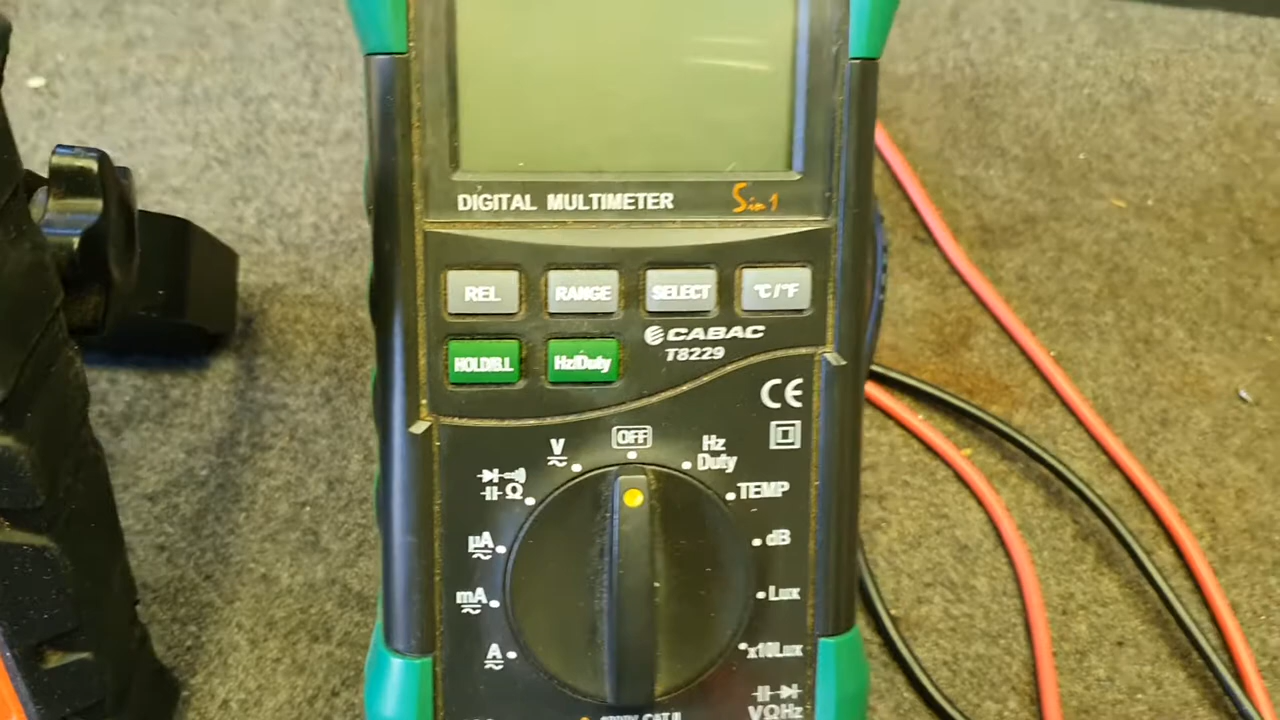 DIGITAL MULTIMETER 5in1
REL RANGE SELECT °C/°F
HOLD/B.L Hz/Duty
CABAC
T8229
CE
OFF
V
Hz
Duty
Ω
TEMP
µA
dB
mA
Lux
A
x10Lux
VΩHz